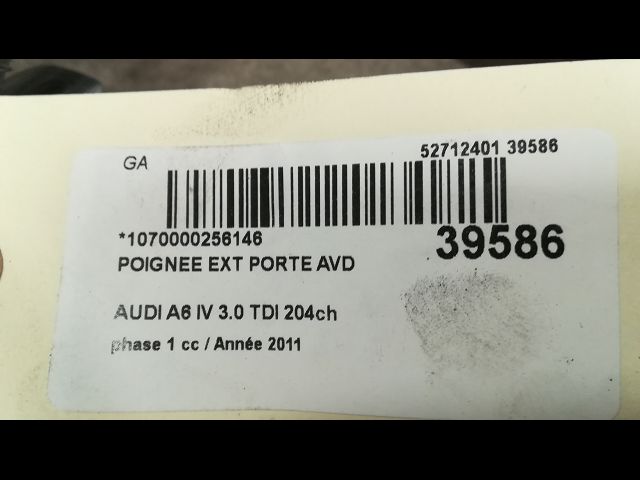 GA
52712401 39586
*1070000256146
39586
POIGNEE EXT PORTE AVD
AUDI A6 IV 3.0 TDI 204ch
phase 1 cc / Année 2011